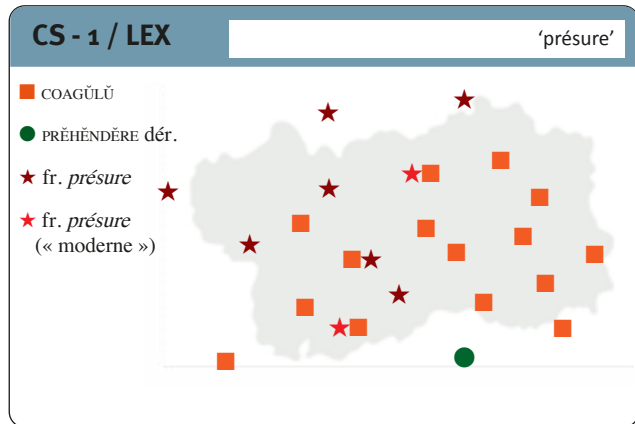 CS - 1 / LEX
'présure'
COAGŬLŬ
PRĔHĔNDĔRE dér.
fr. présure
fr. présure
(« moderne »)